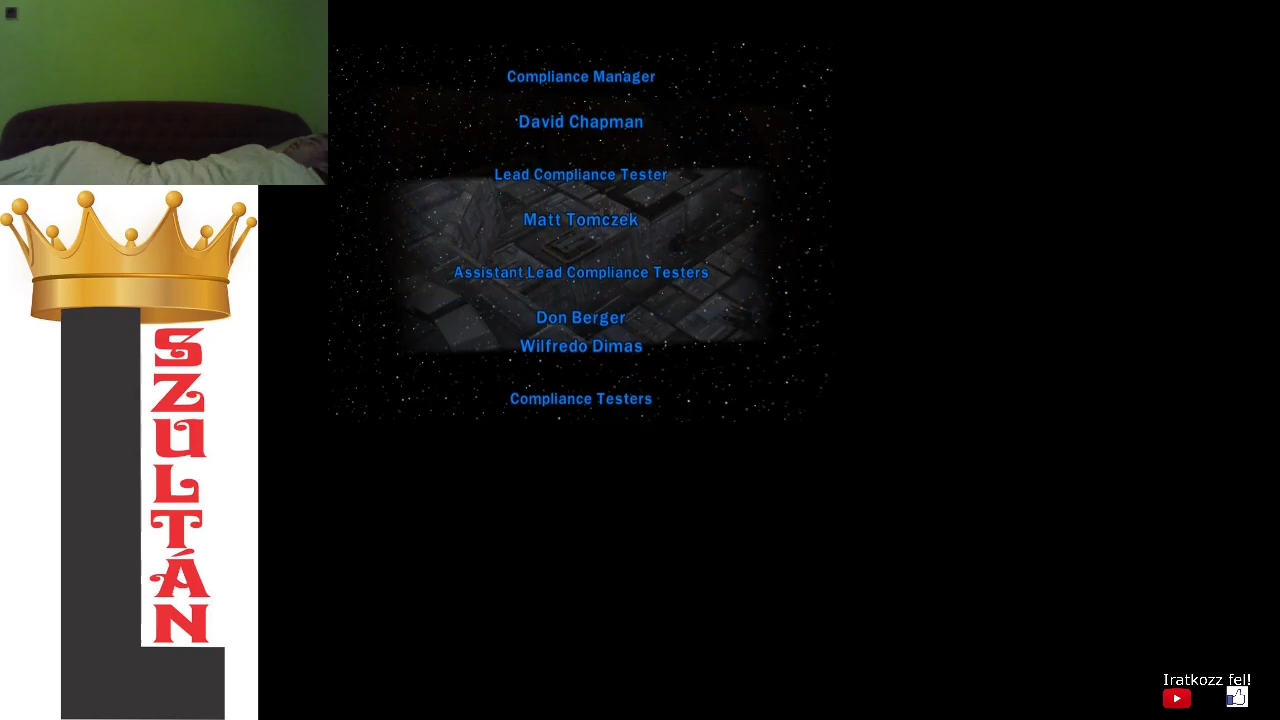 Compliance Manager
David Chapman
Lead Compliance Tester
Matt Tomczek
Assistant Lead Compliance Testers
Don Berger
Wilfredo Dimas
Compliance Testers
L
SZULTÁN
Iratkozz fel!